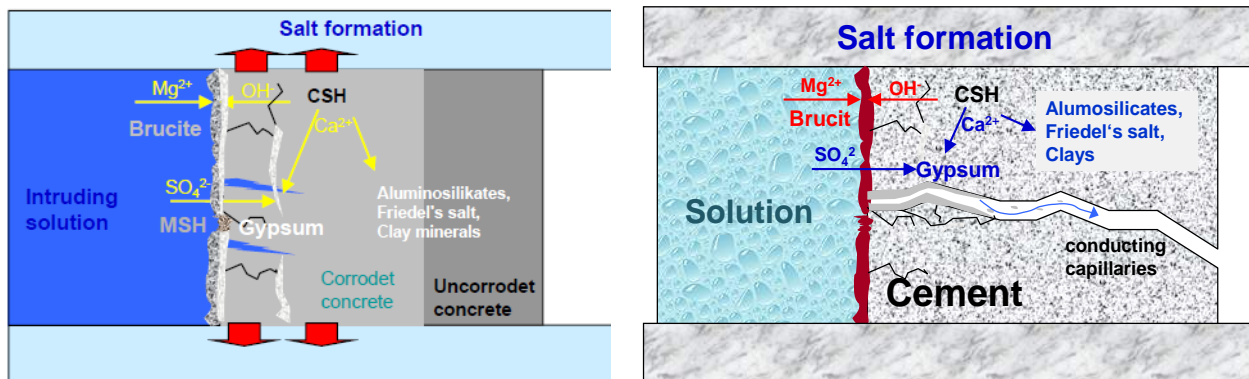 Salt formation
Mg²⁺
OH⁻
CSH
Brucite
Ca²⁺
SO₄²⁻
Intruding
solution
MSH
Gypsum
Aluminosilikates,
Friedel's salt,
Clay minerals
Corrodet
concrete
Uncorrodet
concrete
Salt formation
Mg²⁺
OH⁻
CSH
Brucit
Ca²⁺
Alumosilicates,
Friedel‘s salt,
Clays
SO₄²
Gypsum
Solution
conducting
capillaries
Cement